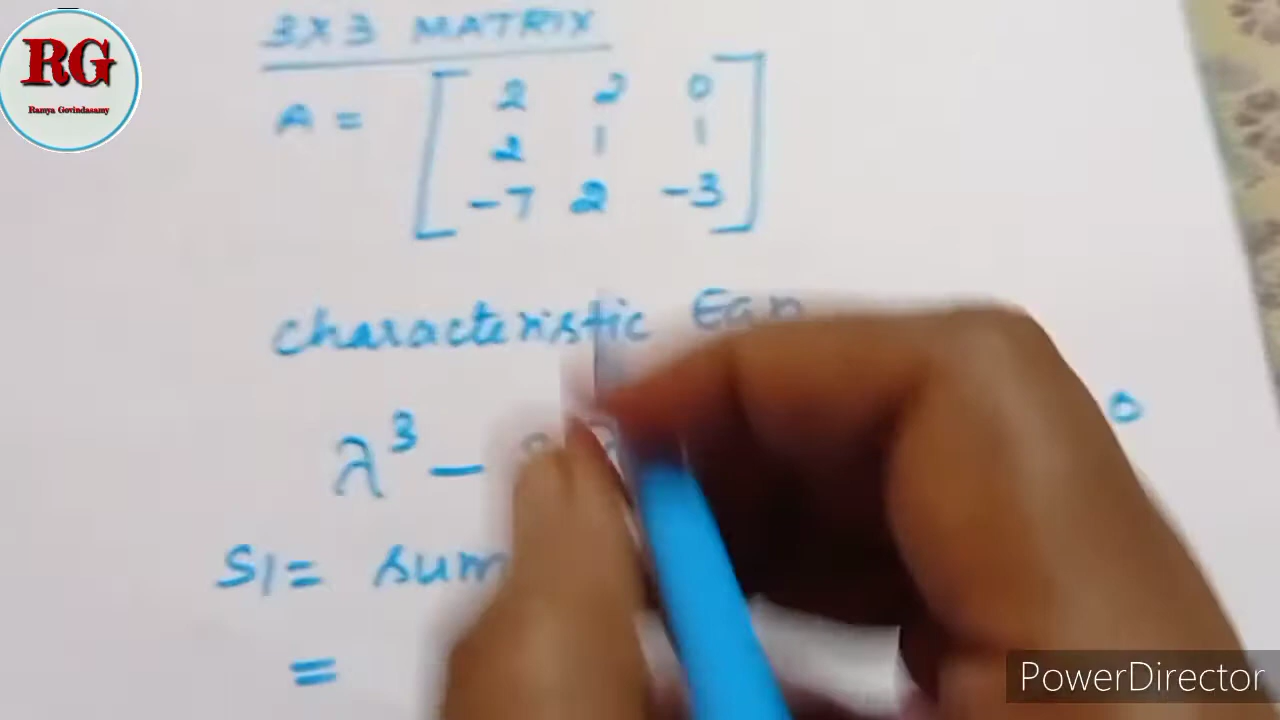 RG
Ramya Govindasamy
3X3 MATRIX
A =
2 2 0
2 1 1
-7 2 -3
characteristic Eqn
λ³ -
0
S1 = sum
=
PowerDirector